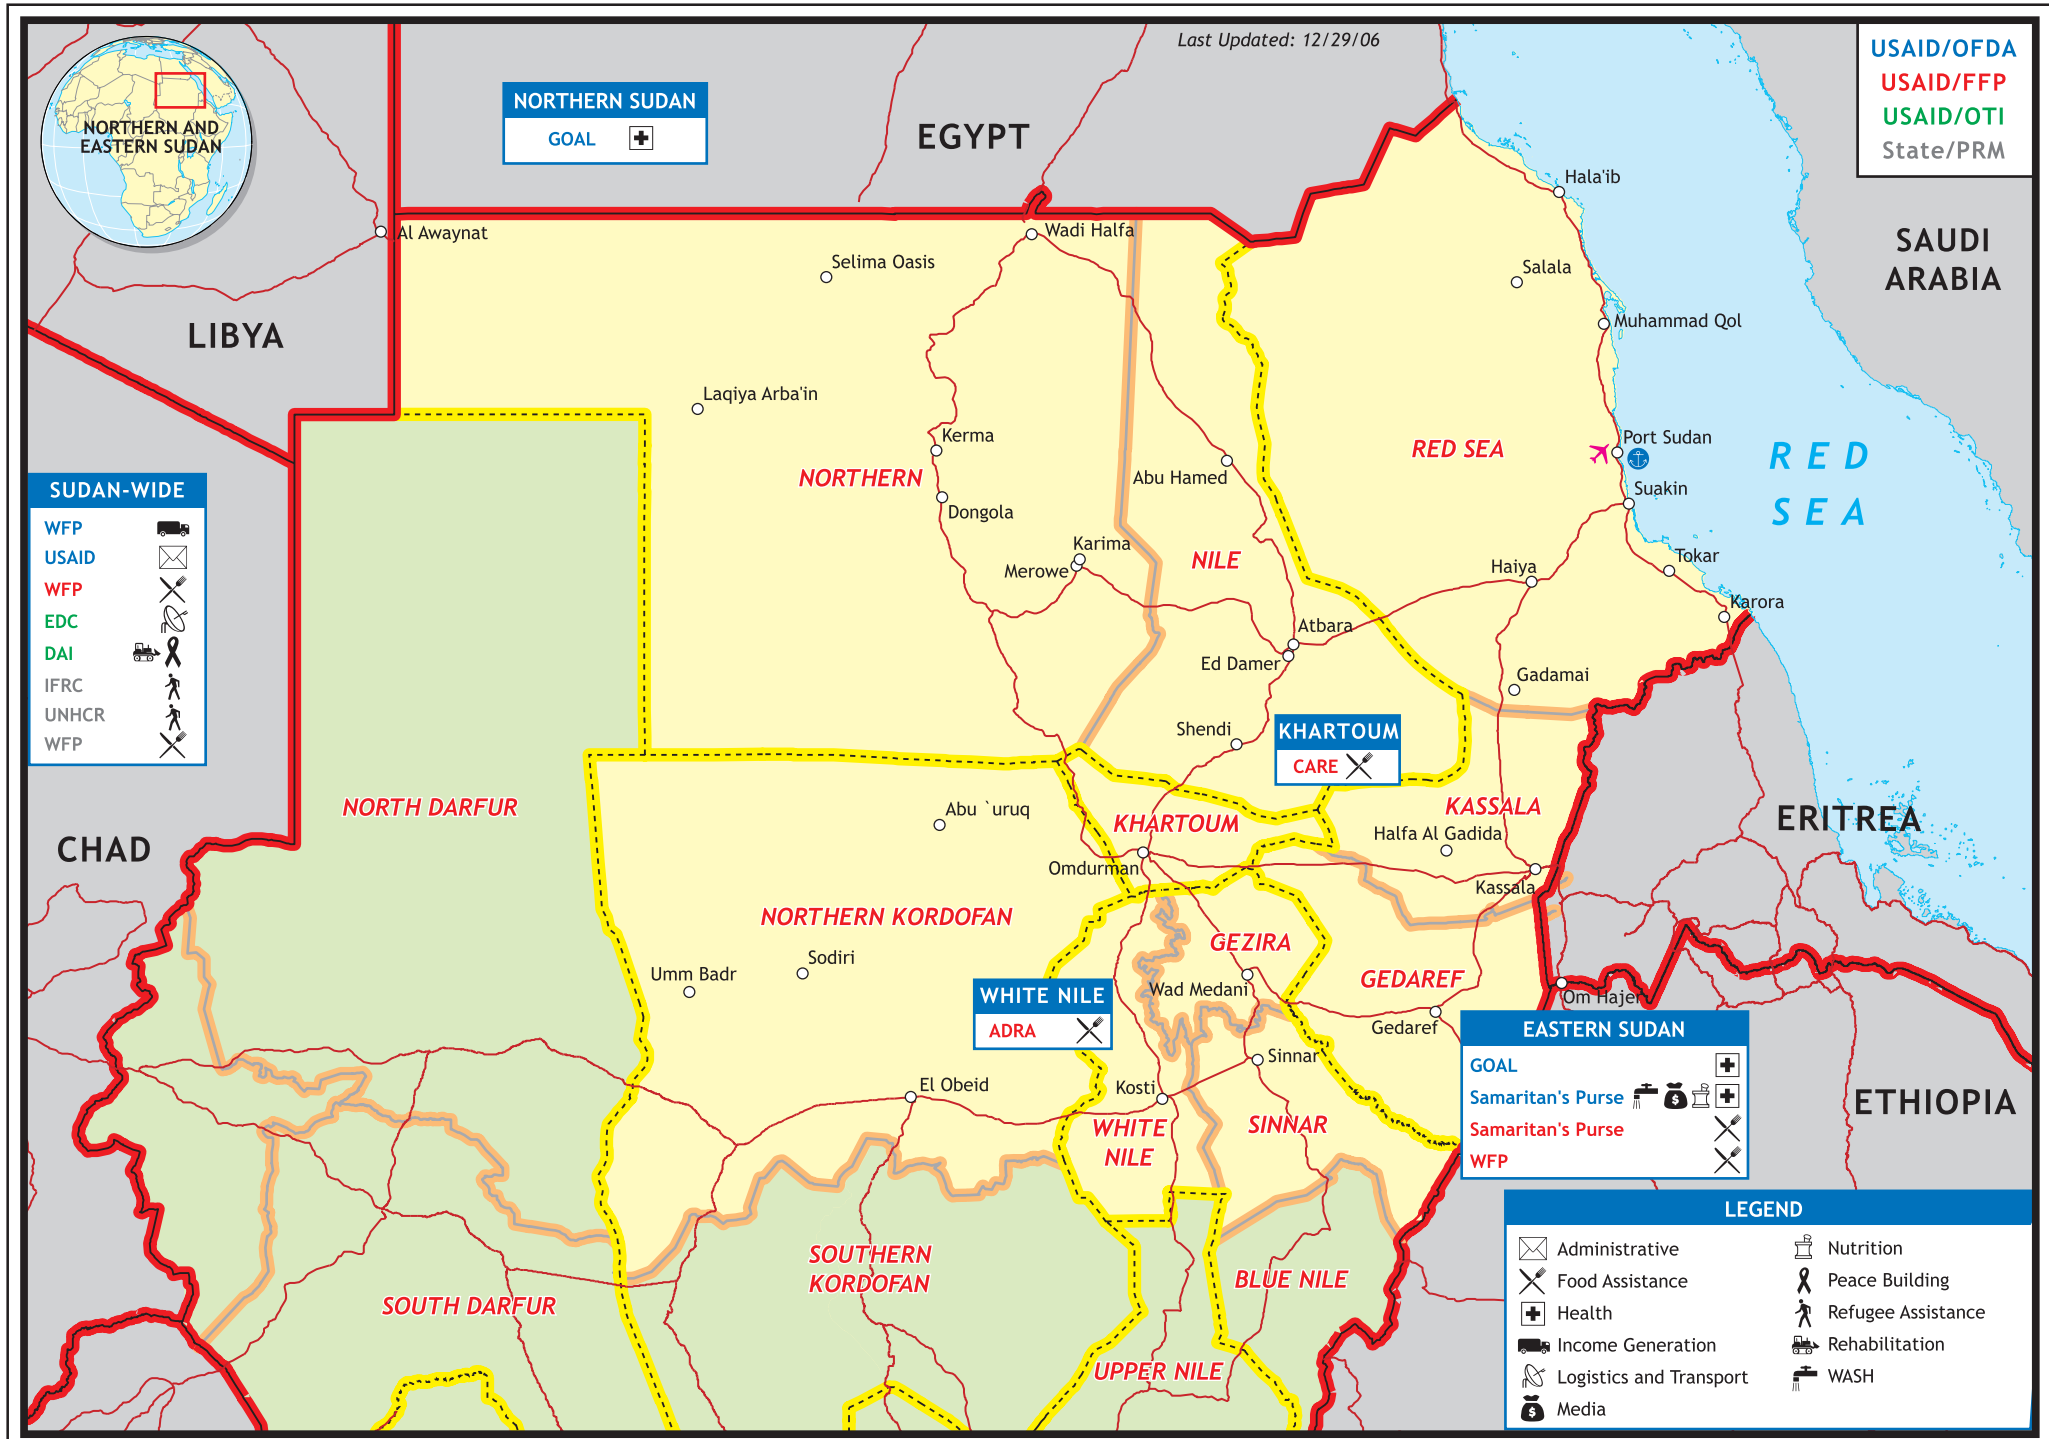 Last Updated: 12/29/06
USAID/OFDA
USAID/FFP
USAID/OTI
State/PRM
NORTHERN AND
EASTERN SUDAN
NORTHERN SUDAN
GOAL
EGYPT
LIBYA
SAUDI
ARABIA
CHAD
ERITREA
ETHIOPIA
RED
SEA
Al Awaynat
Wadi Halfa
Selima Oasis
Hala'ib
Salala
Muhammad Qol
Laqiya Arba'in
Kerma
Dongola
NORTHERN
Abu Hamed
RED SEA
Port Sudan
Suakin
Karima
Merowe
NILE
Haiya
Tokar
Karora
Atbara
Ed Damer
Gadamai
Shendi
SUDAN-WIDE
WFP
USAID
WFP
EDC
DAI
IFRC
UNHCR
WFP
KHARTOUM
CARE
NORTH DARFUR
Abu `uruq
KHARTOUM
KASSALA
Halfa Al Gadida
Omdurman
Kassala
NORTHERN KORDOFAN
Sodiri
Umm Badr
GEZIRA
Wad Medani
GEDAREF
Gedaref
Om Hajer
WHITE NILE
ADRA
Sinnar
El Obeid
Kosti
WHITE
NILE
SINNAR
EASTERN SUDAN
GOAL
Samaritan's Purse
Samaritan's Purse
WFP
SOUTHERN
KORDOFAN
SOUTH DARFUR
BLUE NILE
UPPER NILE
LEGEND
Administrative
Food Assistance
Health
Income Generation
Logistics and Transport
Media
Nutrition
Peace Building
Refugee Assistance
Rehabilitation
WASH